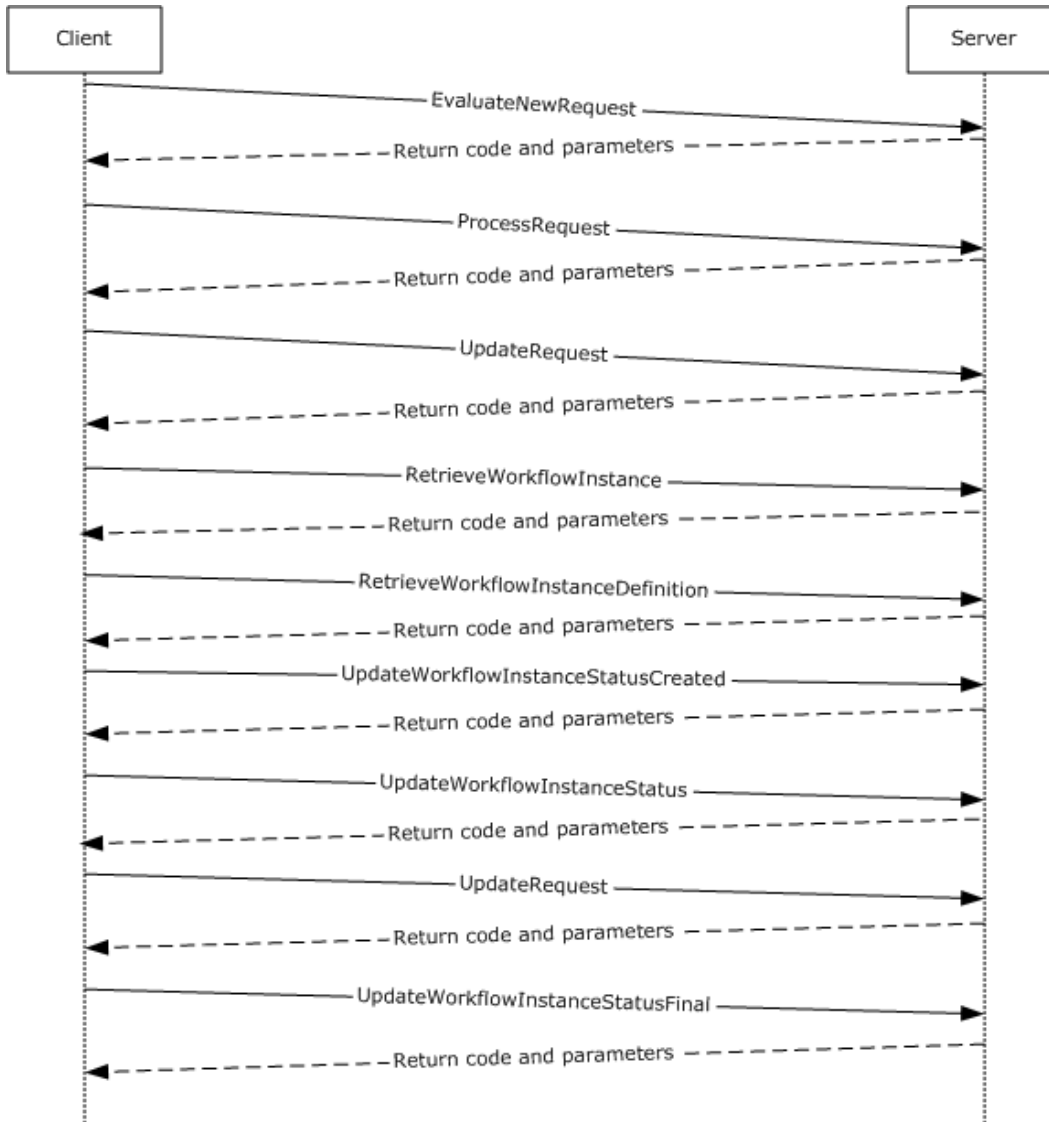 Client
Server
EvaluateNewRequest
Return code and parameters
ProcessRequest
Return code and parameters
UpdateRequest
Return code and parameters
RetrieveWorkflowInstance
Return code and parameters
RetrieveWorkflowInstanceDefinition
Return code and parameters
UpdateWorkflowInstanceStatusCreated
Return code and parameters
UpdateWorkflowInstanceStatus
Return code and parameters
UpdateRequest
Return code and parameters
UpdateWorkflowInstanceStatusFinal
Return code and parameters